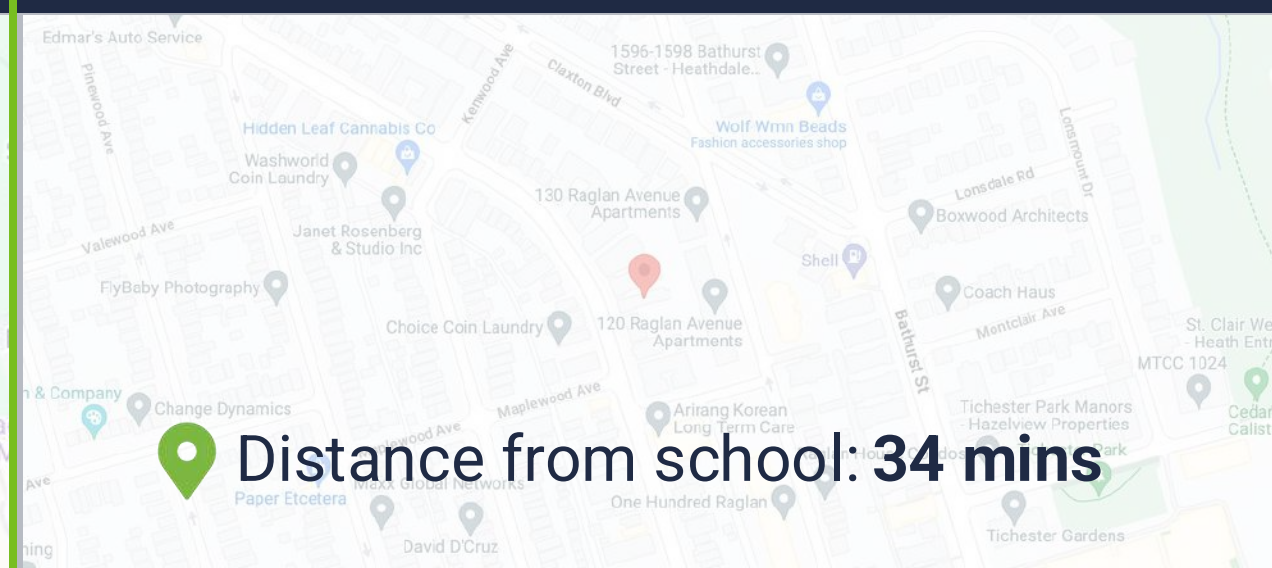 Edmar's Auto Service
Pinewood Ave
Kenwood Ave
Claxton Blvd
1596-1598 Bathurst
Street - Heathdale..
Hidden Leaf Cannabis Co
Wolf Wmn Beads
Fashion accessories shop
Lonsmount Dr
Washworld
Coin Laundry
130 Raglan Avenue
Apartments
Lonsdale Rd
Boxwood Architects
Valewood Ave
Janet Rosenberg
& Studio Inc
Shell
FlyBaby Photography
Coach Haus
Choice Coin Laundry
120 Raglan Avenue
Apartments
Bathurst St
Montclair Ave
St. Clair We
- Heath Entr
MTCC 1024
n & Company
Change Dynamics
Maplewood Ave
Arirang Korean
Long Term Care
Tichester Park Manors
- Hazelview Properties
Cedar
Calist
Distance from school: 34 mins
Ave
Paper Etcetera
Maxx Global Networks
One Hundred Raglan
David D'Cruz
Tichester Gardens
ning